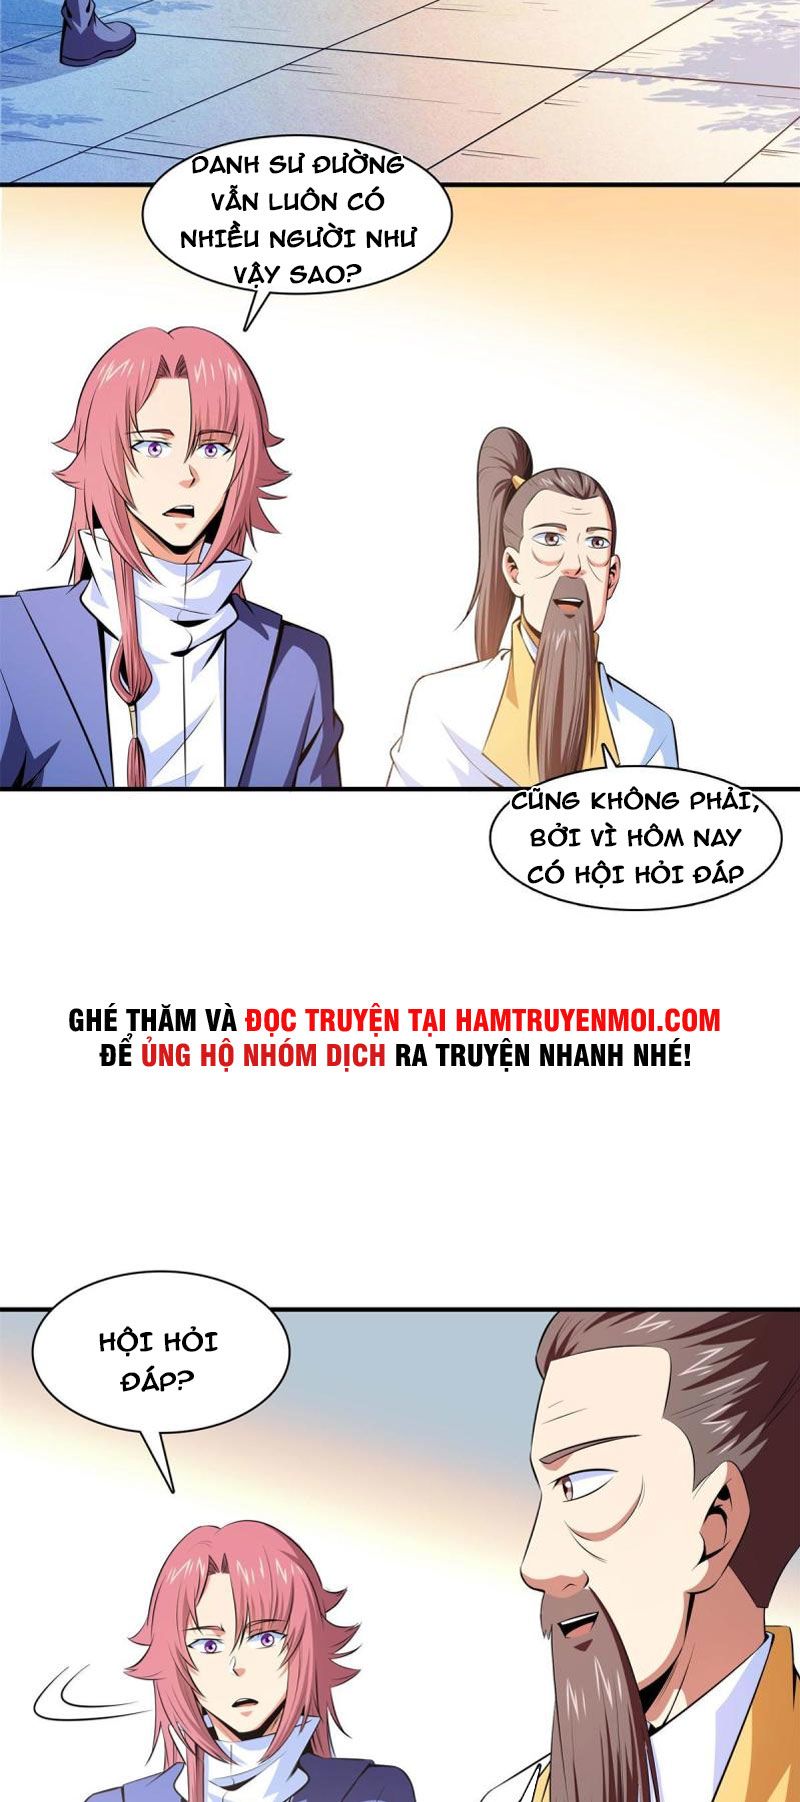 DANH SƯ ĐƯỜNG
VẪN LUÔN CÓ
NHIỀU NGƯỜI NHƯ
VẬY SAO?
CŨNG KHÔNG PHẢI,
BỞI VÌ HÔM NAY
CÓ HỘI HỎI ĐÁP
GHÉ THĂM VÀ ĐỌC TRUYỆN TẠI HAMTRUYENMOI.COM
ĐỂ ỦNG HỘ NHÓM DỊCH RA TRUYỆN NHANH NHÉ!
HỘI HỎI
ĐÁP?